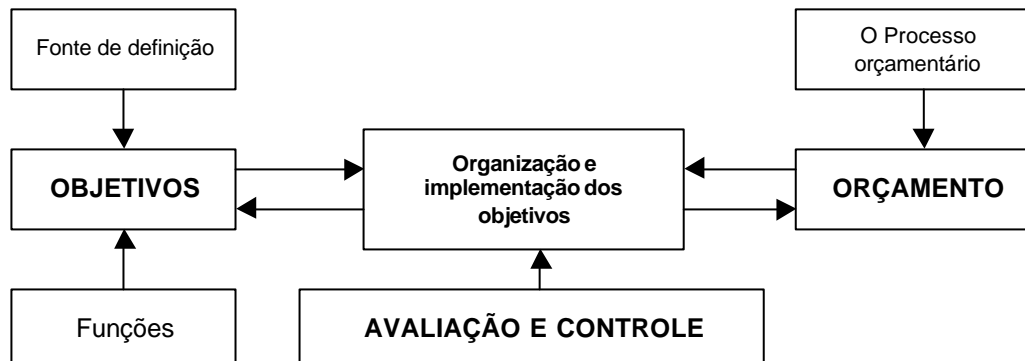 Fonte de definição
O Processo
orçamentário
OBJETIVOS
Organização e
implementação dos
objetivos
ORÇAMENTO
Funções
AVALIAÇÃO E CONTROLE